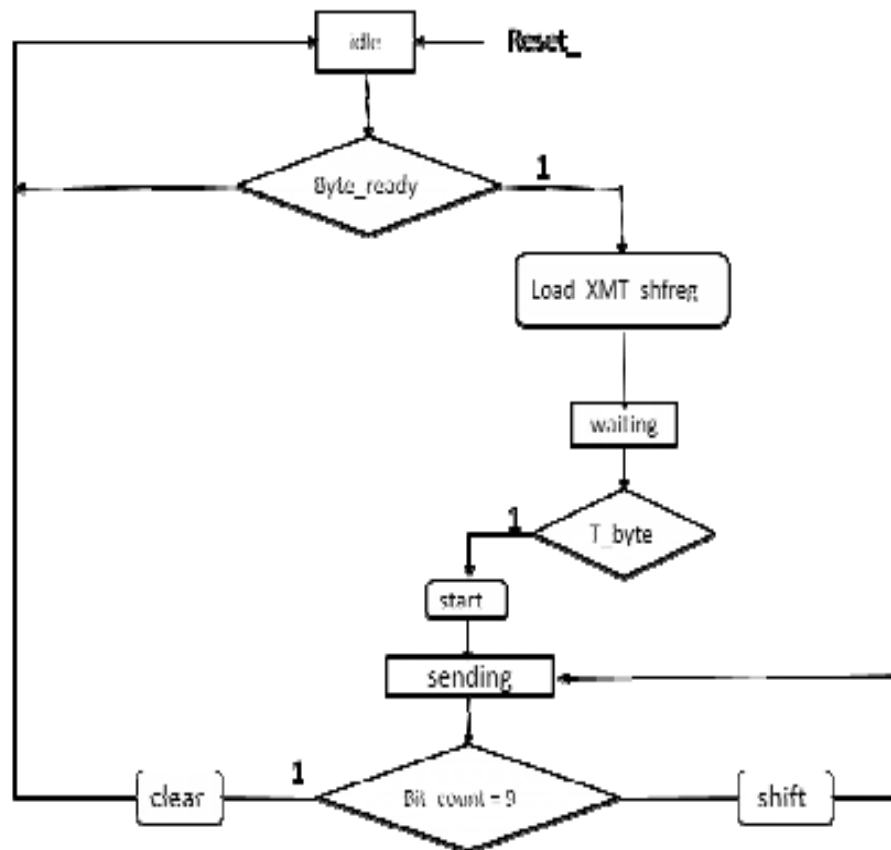 idle
Reset_
Byte_ready
1
Load XMT shfreg
waiting
1
T_byte
start
sending
clear
1
Bit count = 9
shift